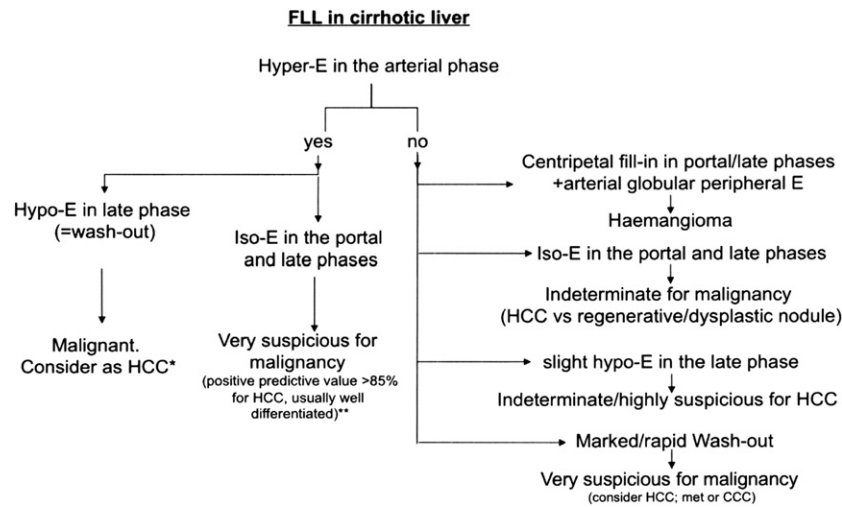 FLL in cirrhotic liver
Hyper-E in the arterial phase
yes
no
Hypo-E in late phase
(=wash-out)
Malignant.
Consider as HCC*
Iso-E in the portal
and late phases
Very suspicious for
malignancy
(positive predictive value >85%
for HCC, usually well
differentiated)**
Centripetal fill-in in portal/late phases
+arterial globular peripheral E
Haemangioma
Iso-E in the portal and late phases
Indeterminate for malignancy
(HCC vs regenerative/dysplastic nodule)
slight hypo-E in the late phase
Indeterminate/highly suspicious for HCC
Marked/rapid Wash-out
Very suspicious for malignancy
(consider HCC; met or CCC)